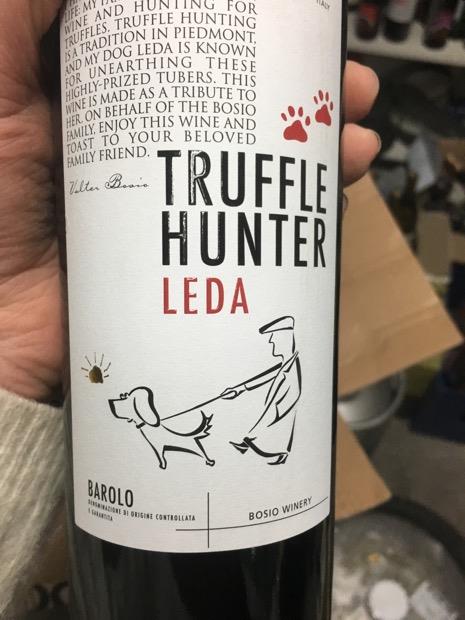 WINE AND HUNTING FOR
TRUFFLES, TRUFFLE HUNTING
IS A TRADITION IN PIEDMONT,
AND MY DOG LEDA IS KNOWN
FOR UNEARTHING THESE
HIGHLY-PRIZED TUBERS. THIS
WINE IS MADE AS A TRIBUTE TO
HER. ON BEHALF OF THE BOSIO
FAMILY, ENJOY THIS WINE AND
TOAST TO YOUR BELOVED
FAMILY FRIEND.
Valter Bosio
TRUFFLE
HUNTER
LEDA
BAROLO
DENOMINAZIONE DI ORIGINE CONTROLLATA
E GARANTITA
BOSIO WINERY